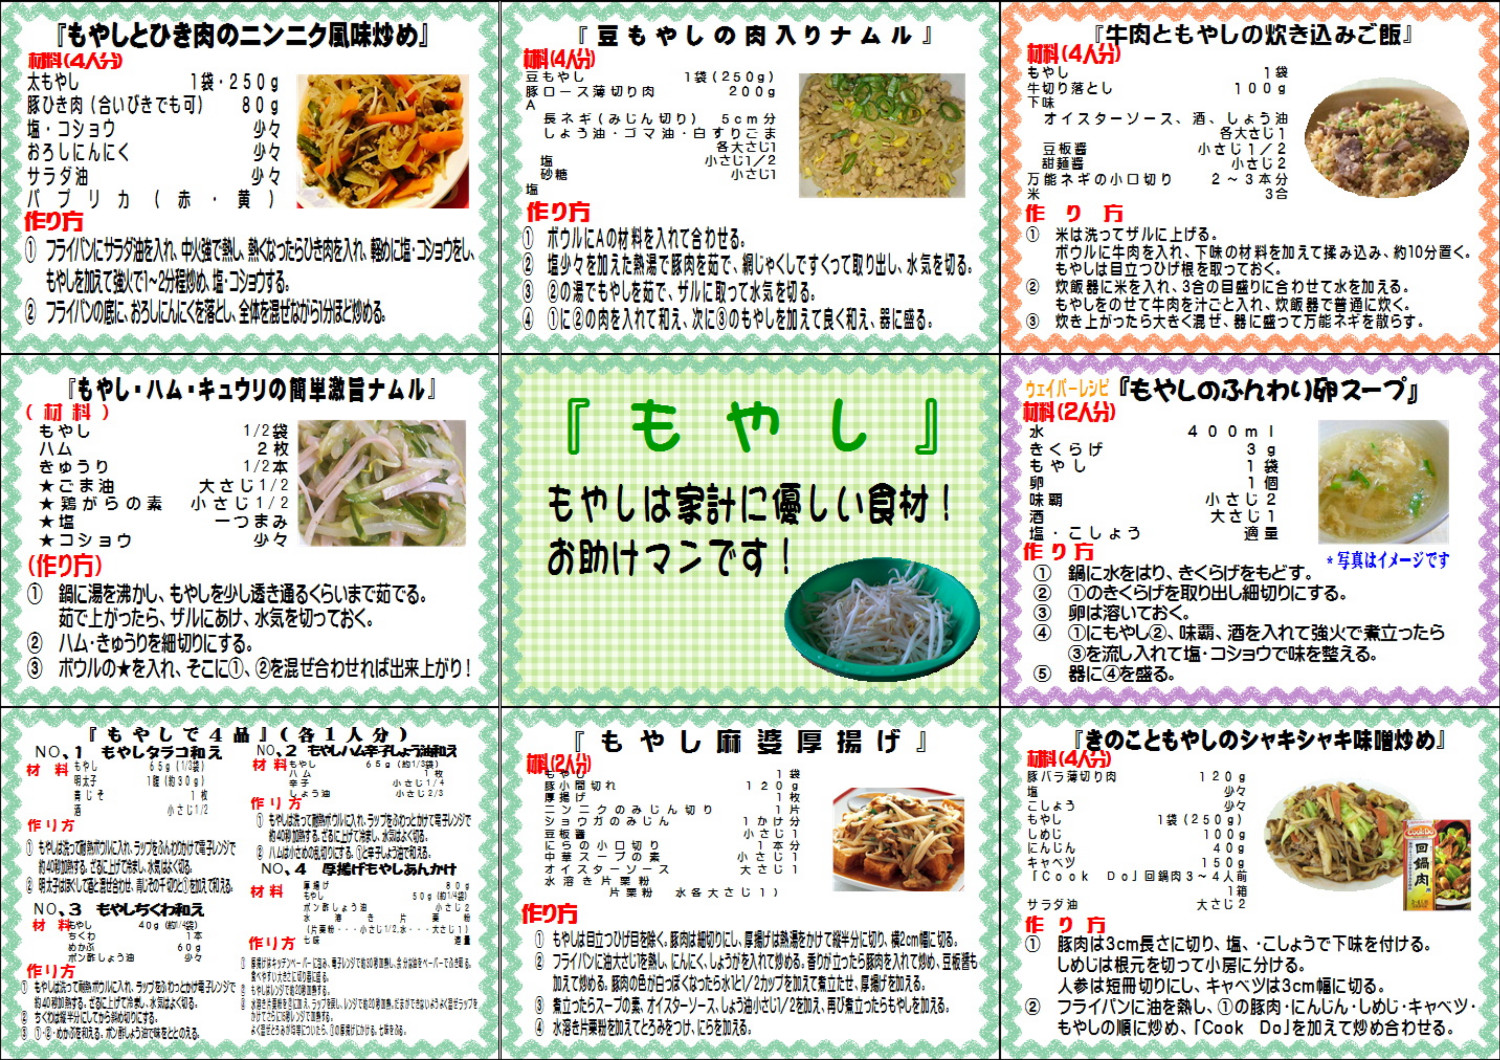 『もやしとひき肉のニンニク風味炒め』
材料(4人分)
太もやし 1袋・250g
豚ひき肉（合いびきでも可） 80g
塩・コショウ 少々
おろしにんにく 少々
サラダ油 少々
パプリカ（赤・黄）
作り方
① フライパンにサラダ油を入れ、中火強で熱し、熱くなったらひき肉を入れ、軽めに塩・コショウをし、
もやしを加えて強火で1～2分程炒め、塩・コショウする。
② フライパンの底に、おろしにんにくを落とし、全体を混ぜながら1分ほど炒める。
『豆もやしの肉入りナムル』
材料(4人分)
豆もやし 1袋(250g)
豚ロース薄切り肉 200g
A
長ネギ(みじん切り) 5cm分
しょう油・ゴマ油・白すりごま
各大さじ1
塩 小さじ1/2
砂糖 小さじ1
塩
作り方
① ボウルにAの材料を入れて合わせる。
② 塩少々を加えた熱湯で豚肉を茹で、網じゃくしですくって取り出し、水気を切る。
③ ②の湯でもやしを茹で、ザルに取って水気を切る。
④ ①に②の肉を入れて和え、次に③のもやしを加えて良く和え、器に盛る。
『牛肉ともやしの炊き込みご飯』
材料(4人分)
もやし 1袋
牛切り落とし 100g
下味
オイスターソース、酒、しょう油
各大さじ1
豆板醤 小さじ1/2
甜麺醤 小さじ2
万能ネギの小口切り 2～3本分
米 3合
作り方
① 米は洗ってザルに上げる。
ボウルに牛肉を入れ、下味の材料を加えて揉み込み、約10分置く。
もやしは目立つひげ根を取っておく。
② 炊飯器に米を入れ、3合の目盛りに合わせて水を加える。
もやしをのせて牛肉を汁ごと入れ、炊飯器で普通に炊く。
③ 炊き上がったら大きく混ぜ、器に盛って万能ネギを散らす。
『もやし・ハム・キュウリの簡単激旨ナムル』
(材料)
もやし 1/2袋
ハム 2枚
きゅうり 1/2本
★ごま油 大さじ1/2
★鶏がらの素 小さじ1/2
★塩 一つまみ
★コショウ 少々
(作り方)
① 鍋に湯を沸かし、もやしを少し透き通るくらいまで茹でる。
茹で上がったら、ザルにあけ、水気を切っておく。
② ハム・きゅうりを細切りにする。
③ ボウルの★を入れ、そこに①、②を混ぜ合わせれば出来上がり！
『もやし』
もやしは家計に優しい食材！
お助けマンです！
ウェイパーレシピ『もやしのふんわり卵スープ』
材料(2人分)
水 400ml
きくらげ 3g
もやし 1袋
卵 1個
味覇 小さじ2
酒 大さじ1
塩・こしょう 適量
作り方
＊写真はイメージです
① 鍋に水をはり、きくらげをもどす。
② ①のきくらげを取り出し細切りにする。
③ 卵は溶いておく。
④ ①にもやし②、味覇、酒を入れて強火で煮立ったら
③を流し入れて塩・コショウで味を整える。
⑤ 器に④を盛る。
『もやしで4品』(各1人分)
NO、1 もやしタラコ和え
材料
もやし 65g(1/3袋)
明太子 1腹(約30g)
青じそ 1枚
酒 小さじ1/2
作り方
① もやしは洗って耐熱ボウルに入れ、ラップをふんわりかけて電子レンジで
約40秒加熱する。ざるに上げて冷まし、水気はよく切る。
② 明太子はほぐして酒と混ぜ合わせ、青じその千切りと①を加えて和える。
NO、2 もやしハム辛子しょう油和え
材料
もやし 65g(約1/3袋)
ハム 1枚
辛子 小さじ1/4
しょう油 小さじ2/3
作り方
① もやしは洗って耐熱ボウルに入れ、ラップをふわっとかけて電子レンジで
約40秒加熱する。ざるに上げて冷まし、水気はよく切る。
② ハムは小さめの乱切りにする。①と辛子しょう油で和える。
NO、3 もやしちくわ和え
材料
もやし 40g(約1/4袋)
ちくわ 1本
めかぶ 60g
ポン酢しょう油 少々
作り方
① もやしは洗って耐熱ボウルに入れ、ラップをふわっとかけ電子レンジで
約40秒加熱する。ざるに上げて冷まし、水気はよく切る。
② ちくわは縦半分にしてから斜め切りにする。
③ ①・②・めかぶを和える。ポン酢しょう油で味をととのえる。
NO、4 厚揚げもやしあんかけ
材料
厚揚げ 80g
もやし 50g(約1/4袋)
ポン酢しょう油 小さじ2
水溶き片栗粉
(片栗粉・・・小さじ1/2、水・・・大さじ1)
七味 適量
作り方
② もやしはレンジで約20秒加熱する。
『もやし麻婆厚揚げ』
材料(2人分)
もやし 1袋
豚小間切れ 120g
厚揚げ 1枚
ニンニクのみじん切り 1片
ショウガのみじん 1かけ分
豆板醤 小さじ1
にらの小口切り 1本分
中華スープの素 小さじ1
オイスターソース 大さじ1
水溶き片栗粉
片栗粉 水各大さじ1)
作り方
① もやしは目立つひげ目を除く。豚肉は細切りにし、厚揚げは熱湯をかけて縦半分に切り、横2cm幅に切る。
② フライパンに油大さじ1を熱し、にんにく、しょうがを入れて炒める。香りが立ったら豚肉を入れて炒め、豆板醤も
加えて炒める。豚肉の色が白っぽくなったら水1と1/2カップを加えて煮立たせ、厚揚げを加える。
③ 煮立ったらスープの素、オイスターソース、しょう油小さじ1/2を加え、再び煮立ったらもやしを加える。
④ 水溶き片栗粉を加えてとろみをつけ、にらを加える。
『きのこともやしのシャキシャキ味噌炒め』
材料(4人分)
豚バラ薄切り肉 120g
塩 少々
こしょう 少々
もやし 1袋(250g)
しめじ 100g
にんじん 40g
キャベツ 150g
「Cook Do」回鍋肉3～4人前
1箱
サラダ油 大さじ2
Cook Do
回鍋肉
作り方
① 豚肉は3cm長さに切り、塩、・こしょうで下味を付ける。
しめじは根元を切って小房に分ける。
人参は短冊切りにし、キャベツは3cm幅に切る。
② フライパンに油を熱し、①の豚肉・にんじん・しめじ・キャベツ・
もやしの順に炒め、「Cook Do」を加えて炒め合わせる。